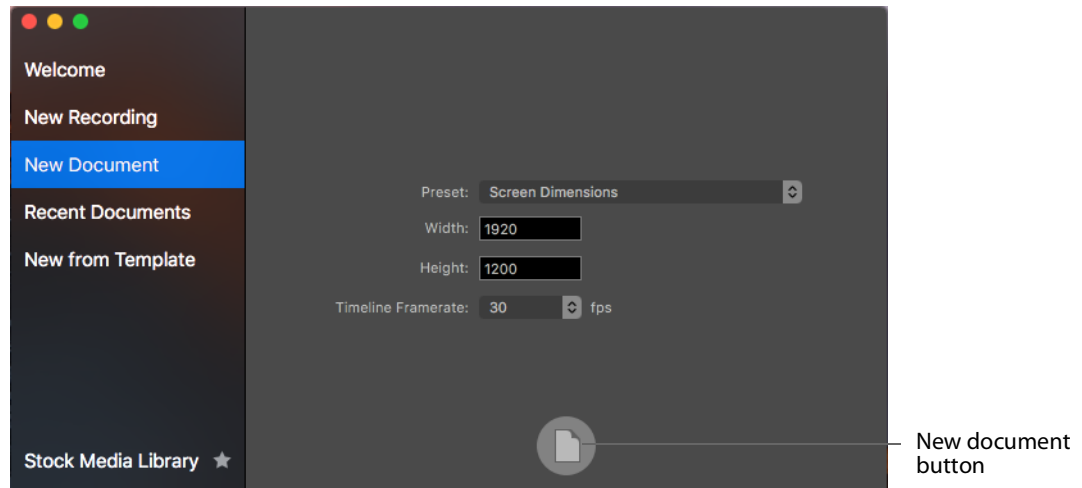 Welcome
New Recording
New Document
Recent Documents
New from Template
Stock Media Library
Preset: Screen Dimensions
Width: 1920
Height: 1200
Timeline Framerate: 30 fps
New document
button